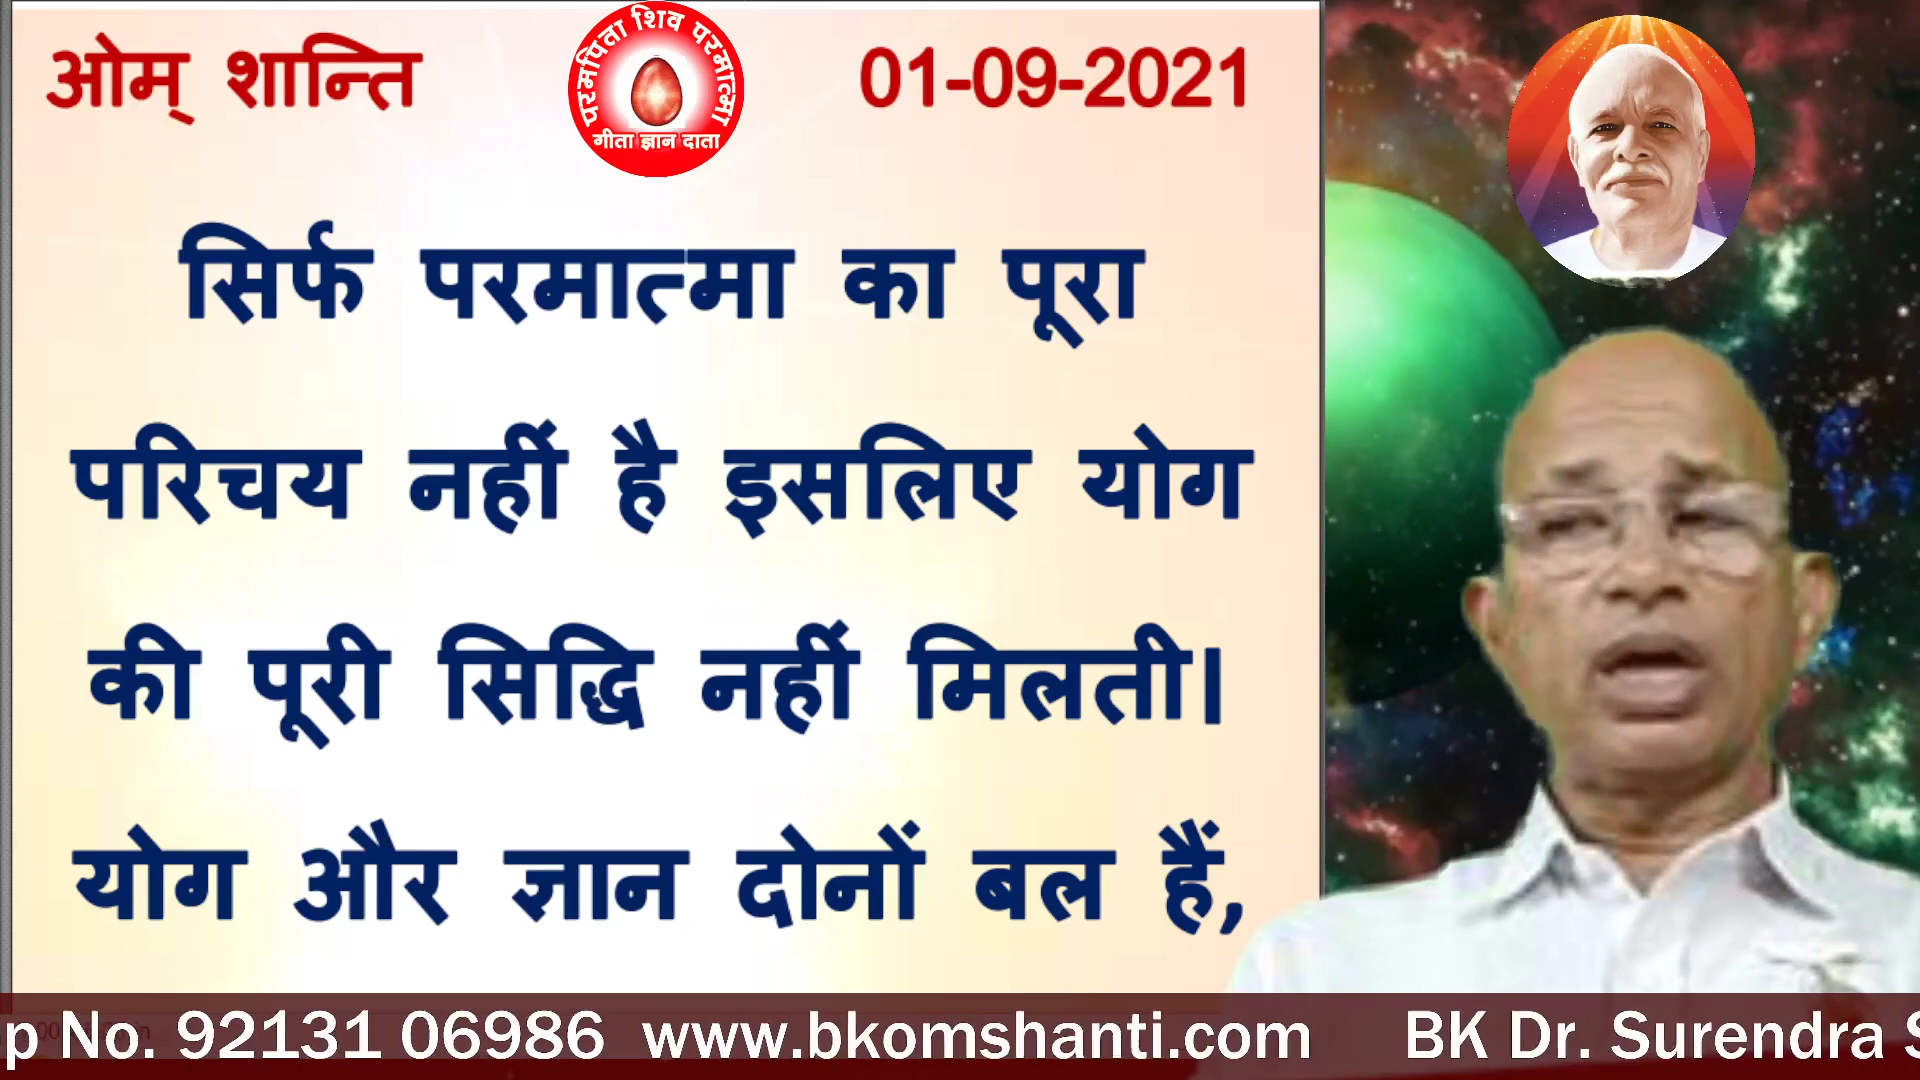 ओम् शान्ति
परमपिता शिव परमात्मा
गीता ज्ञान दाता
01-09-2021
सिर्फ परमात्मा का पूरा
परिचय नहीं है इसलिए योग
की पूरी सिद्धि नहीं मिलती।
योग और ज्ञान दोनों बल हैं,
p No. 92131 06986 www.bkomshanti.com BK Dr. Surendra S